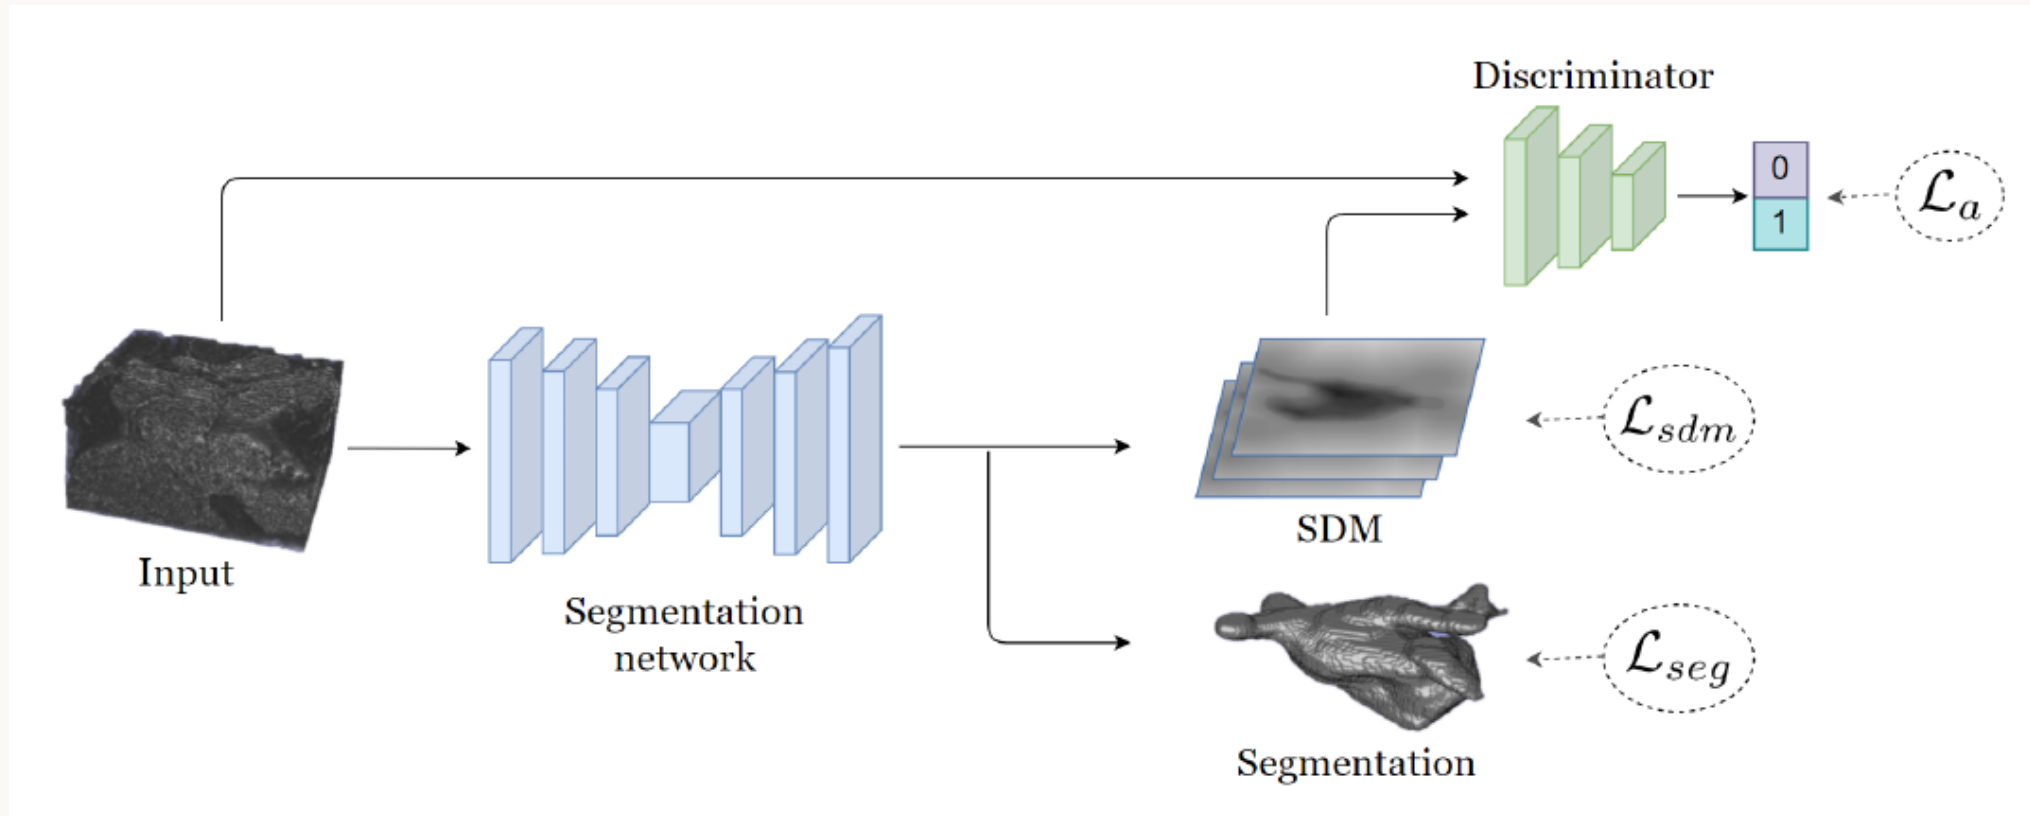 Discriminator
0
1
ℒₐ
Input
Segmentation
network
SDM
ℒsdm
Segmentation
ℒseg